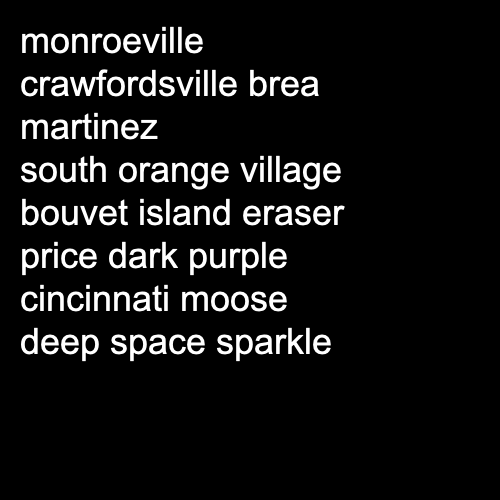 monroeville
crawfordsville brea
martinez
south orange village
bouvet island eraser
price dark purple
cincinnati moose
deep space sparkle